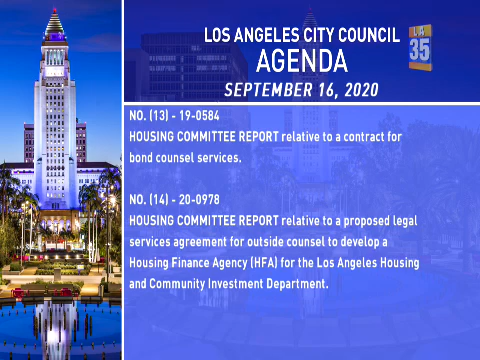 LOS ANGELES CITY COUNCIL
AGENDA
SEPTEMBER 16, 2020
LA
35
NO. (13) - 19-0584
HOUSING COMMITTEE REPORT relative to a contract for
bond counsel services.
NO. (14) - 20-0978
HOUSING COMMITTEE REPORT relative to a proposed legal
services agreement for outside counsel to develop a
Housing Finance Agency (HFA) for the Los Angeles Housing
and Community Investment Department.